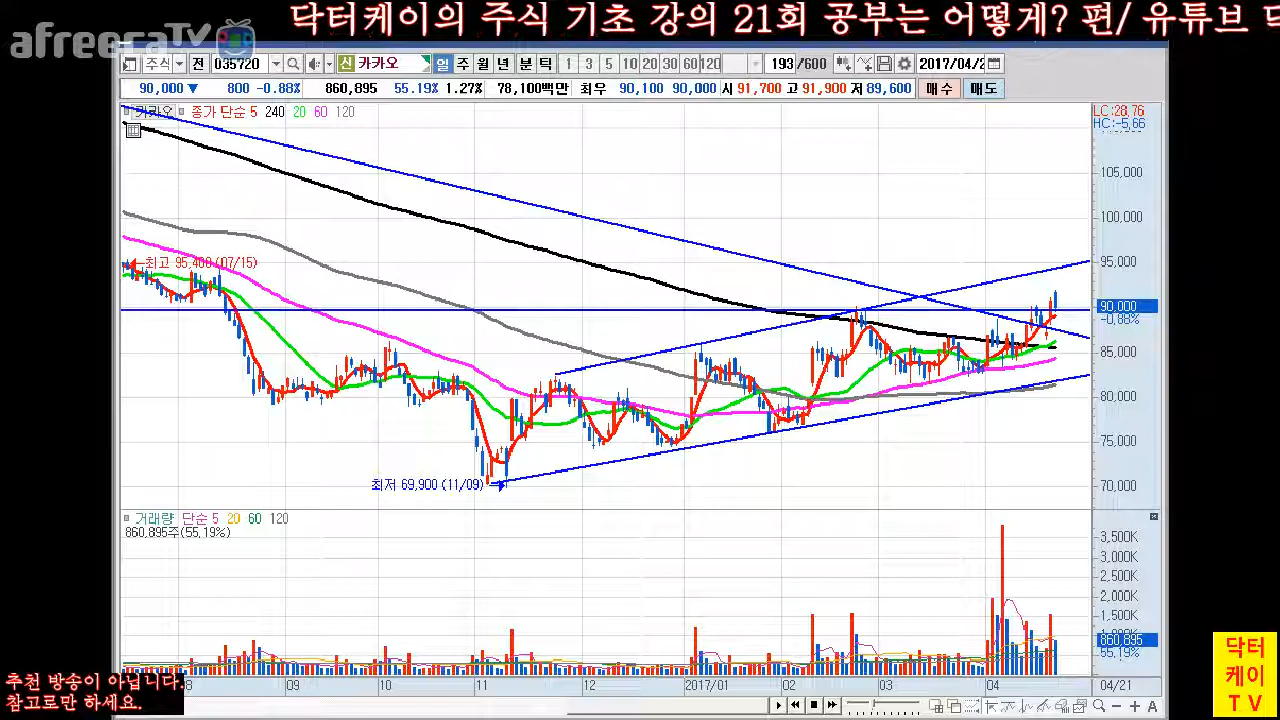 닥터케이의 주식 기초 강의 21회 공부는 어떻게? 편/ 유튜브 닥
afreecaTV
주식 전 035720 신 카카오 일 주 월 년 분 틱 1 3 5 10 20 30 60 120 193 /600 2017/04/2
90,000 ▼ 800 -0.88% 860,895 55.19% 1.27% 78,100백만 최우 90,100 90,000 시 91,700 고 91,900 저 89,600 매수 매도
카카오 종가 단순 5 240 20 60 120
LC:28.76
HC:-5.66
105,000
100,000
95,000
90,000
-0.88%
85,000
80,000
75,000
70,000
최고 95,400 (07/15)
최저 69,900 (11/09)
거래량 단순 5 20 60 120
860,895주(55.19%)
3,500K
3,000K
2,500K
2,000K
1,500K
860,895
55.19%
8 09 10 11 12 2017/01 02 03 04 04/21
추천 방송이 아닙니다.
참고로만 하세요.
닥터
케이
T V